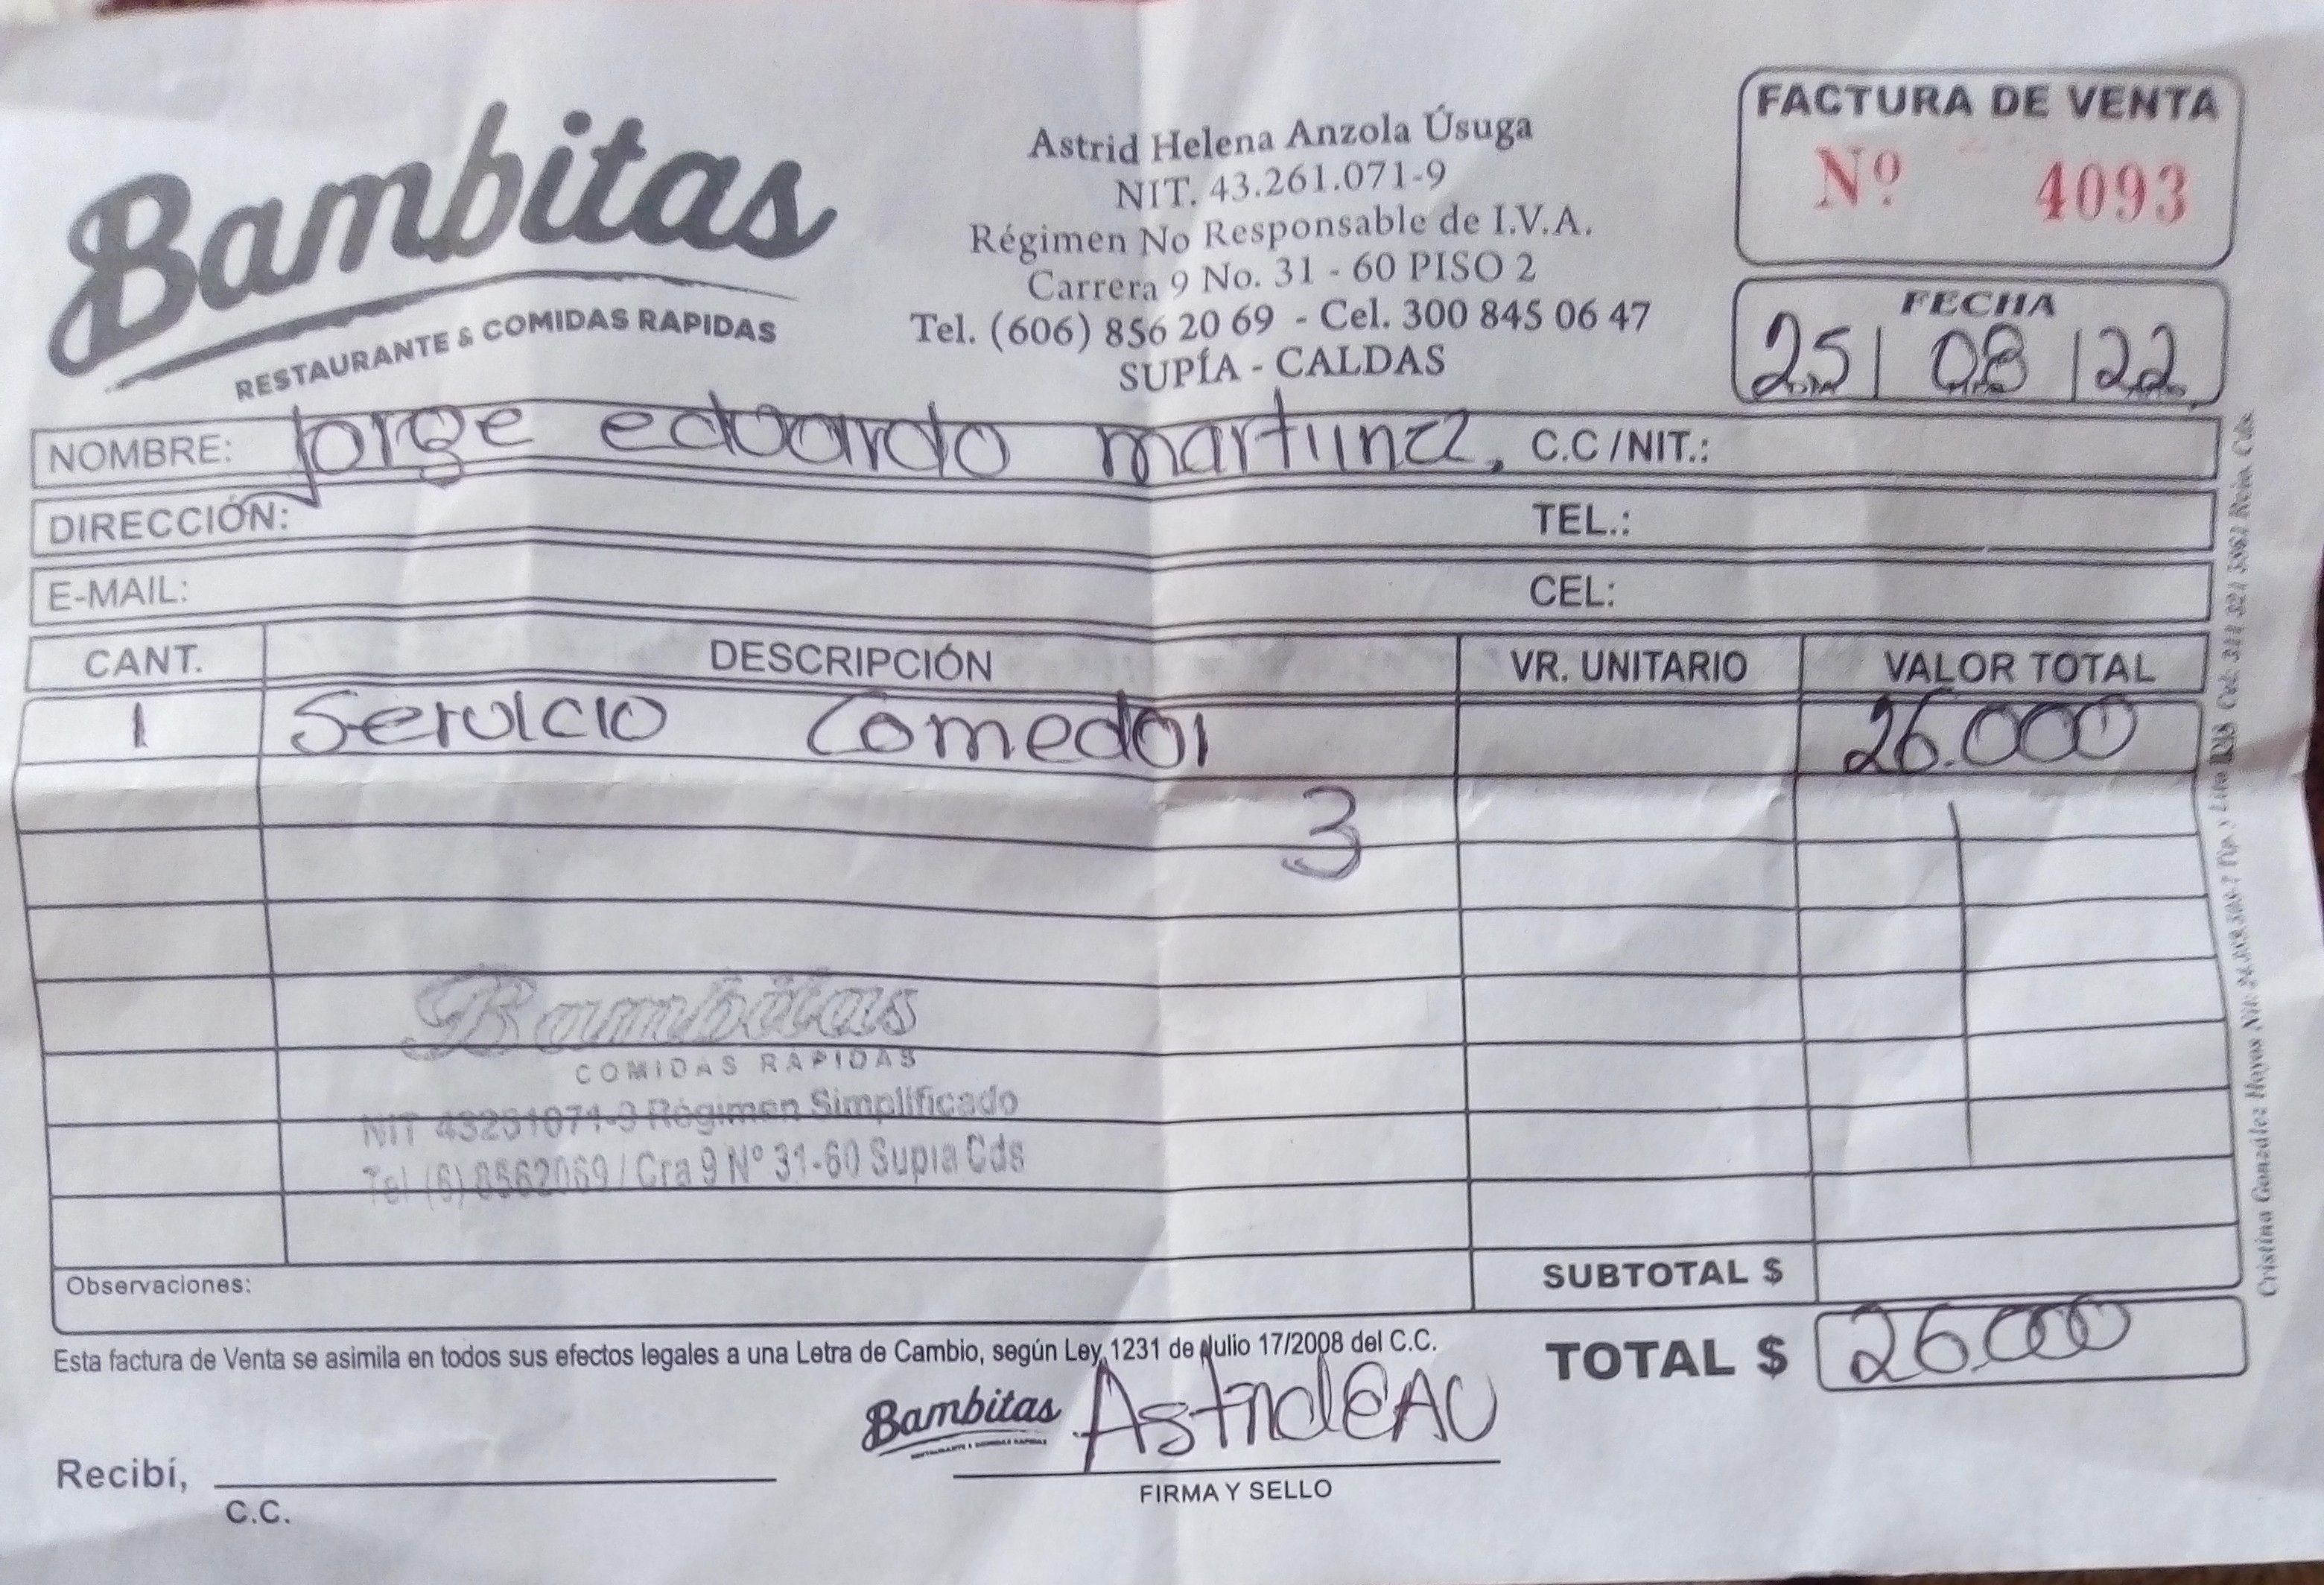 Bambitas
RESTAURANTE & COMIDAS RAPIDAS
Astrid Helena Anzola Úsuga
NIT. 43.261.071-9
Régimen No Responsable de I.V.A.
Carrera 9 No. 31 - 60 PISO 2
Tel. (606) 856 20 69 - Cel. 300 845 06 47
SUPÍA - CALDAS
FACTURA DE VENTA
Nº 4093
FECHA
25 | 08 | 22
NOMBRE: Jorge eduardo C.C/NIT.:
DIRECCIÓN: TEL.:
E-MAIL: CEL:
CANT. DESCRIPCIÓN VR. UNITARIO VALOR TOTAL
1 Servicio Comedor 26.000
3
Bambitas
COMIDAS RAPIDAS
NIT Régimen Simplificado
Tel (6) 8562069 / Cra 9 Nº 31-60 Supia Cds
Observaciones:
SUBTOTAL $
Esta factura de Venta se asimila en todos sus efectos legales a una Letra de Cambio, según Ley 1231 de Julio 17/2008 del C.C.
TOTAL $ 26.000
Bambitas AstridEAU
Recibí,
C.C.
FIRMA Y SELLO
Cristina González Hoyos